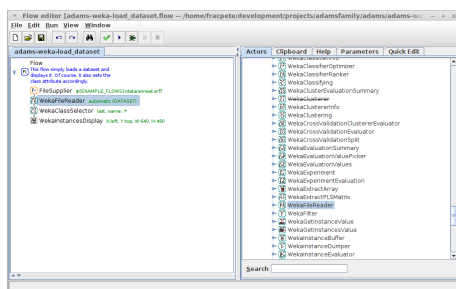 Flow editor [adams-weka-load_dataset.flow -- /home/fracpete/development/projects/adamsfamily/adams/adams-we
File Edit Run View Window
adams-weka-load_dataset
Flow
This flow simply loads a dataset and
displays it. Of course, it also sets the
class attribute accordingly.
FileSupplier ${EXAMPLE_FLOWS}/data/anneal.arff
WekaFileReader automatic (DATASET)
WekaClassSelector last, name: .*
WekaInstancesDisplay X:left, Y:top, W:640, H:480
Actors Clipboard Help Parameters Quick Edit
WekaClassifierInfo
WekaClassifierOptimizer
WekaClassifierRanker
WekaClassifying
WekaClusterEvaluationSummary
WekaClusterer
WekaClustererInfo
WekaClustering
WekaCrossValidationClustererEvaluator
WekaCrossValidationEvaluator
WekaCrossValidationSplit
WekaEvaluationSummary
WekaEvaluationValuePicker
WekaEvaluationValues
WekaExperiment
WekaExperimentEvaluation
WekaExtractArray
WekaExtractPLSMatrix
WekaFileReader
WekaFilter
WekaGetInstanceValue
WekaGetInstancesValue
WekaInstanceBuffer
WekaInstanceDumper
WekaInstanceEvaluator
Search